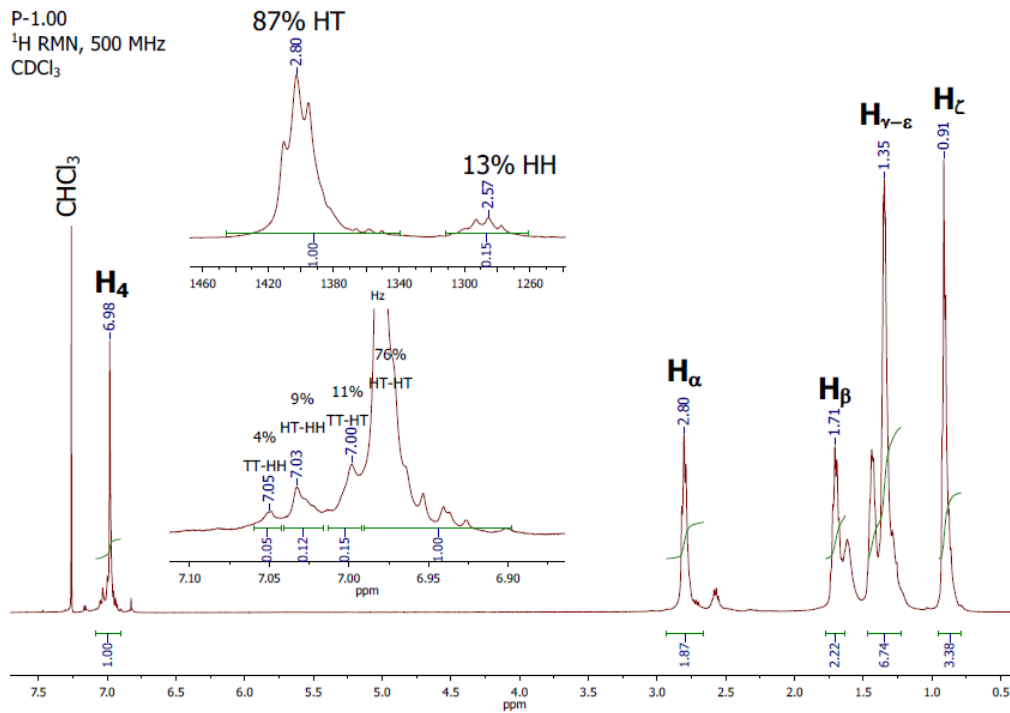 P-1.00
¹H RMN, 500 MHz
CDCl₃
87% HT
2.80
13% HH
2.57
1.00
0.15
1460 1420 1380 1340 1300 1260
Hz
CHCl₃
H₄
6.98
76%
HT-HT
11%
TT-HT
7.00
9%
HT-HH
7.03
4%
TT-HH
7.05
0.05
0.12
0.15
1.00
7.10 7.05 7.00 6.95 6.90
ppm
Hα
2.80
Hβ
1.71
Hγ-ε
1.35
Hζ
0.91
1.00
1.87
2.22
6.74
3.38
7.5 7.0 6.5 6.0 5.5 5.0 4.5 4.0 3.5 3.0 2.5 2.0 1.5 1.0 0.5
ppm